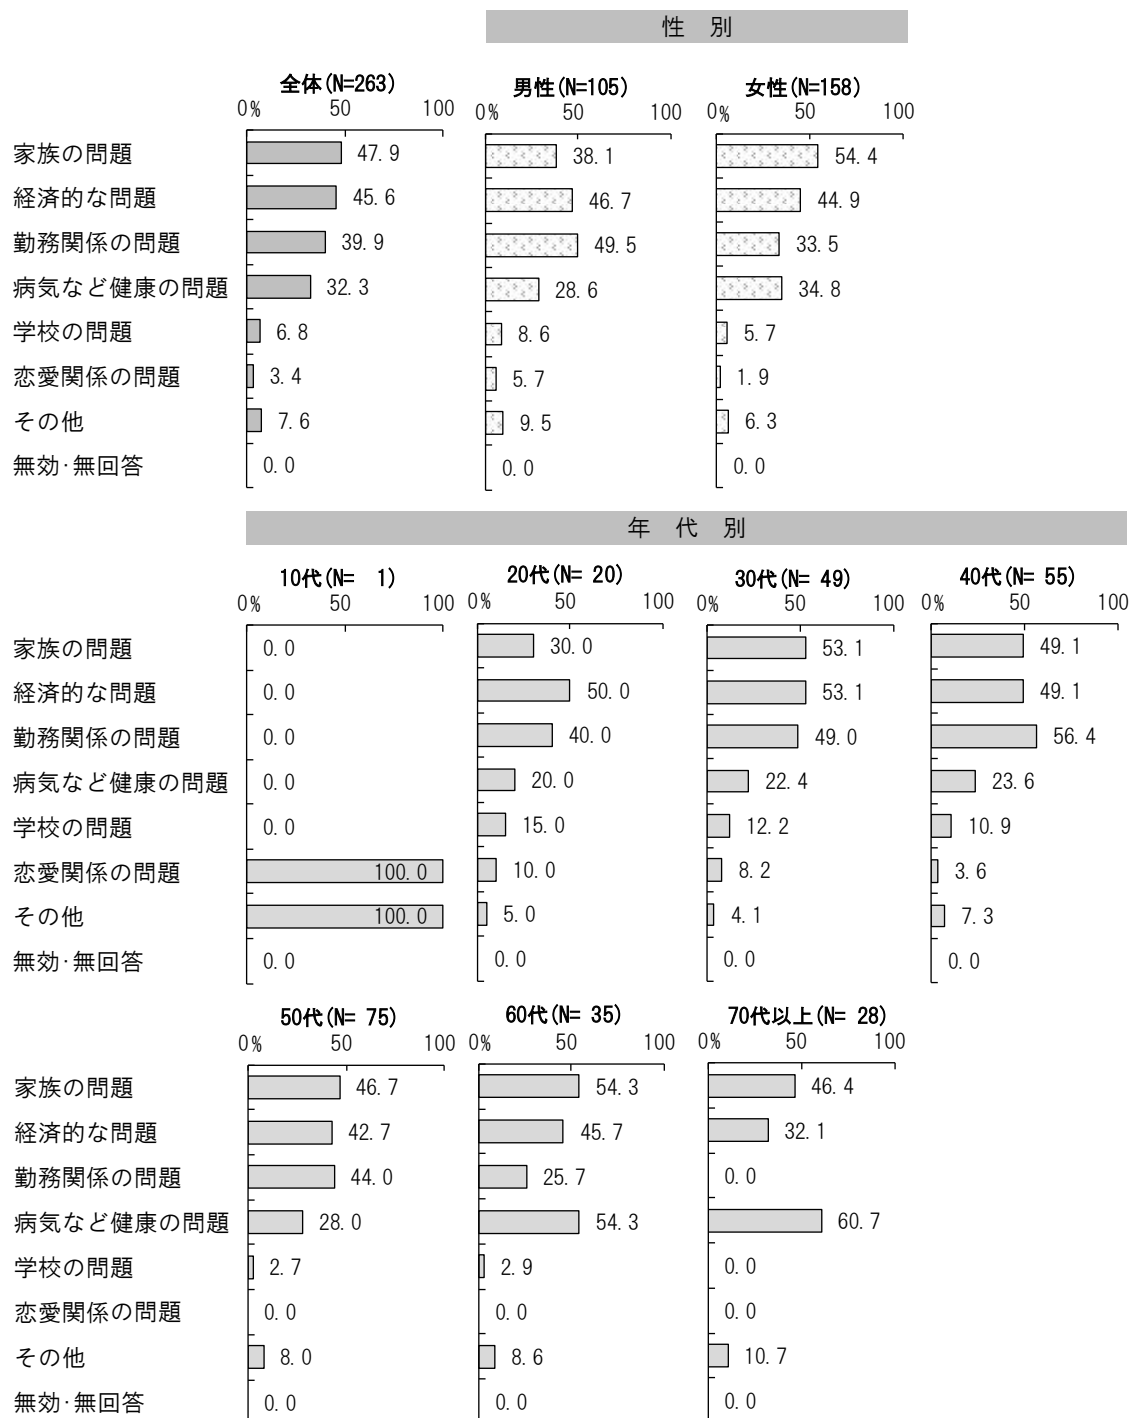 性 別
全体(N=263) 男性(N=105) 女性(N=158)
0% 50 100 0% 50 100 0% 50 100
家族の問題 47.9 38.1 54.4
経済的な問題 45.6 46.7 44.9
勤務関係の問題 39.9 49.5 33.5
病気など健康の問題 32.3 28.6 34.8
学校の問題 6.8 8.6 5.7
恋愛関係の問題 3.4 5.7 1.9
その他 7.6 9.5 6.3
無効･無回答 0.0 0.0 0.0
年 代 別
10代(N= 1) 20代(N= 20) 30代(N= 49) 40代(N= 55)
0% 50 100 0% 50 100 0% 50 100 0% 50 100
家族の問題 0.0 30.0 53.1 49.1
経済的な問題 0.0 50.0 53.1 49.1
勤務関係の問題 0.0 40.0 49.0 56.4
病気など健康の問題 0.0 20.0 22.4 23.6
学校の問題 0.0 15.0 12.2 10.9
恋愛関係の問題 100.0 10.0 8.2 3.6
その他 100.0 5.0 4.1 7.3
無効･無回答 0.0 0.0 0.0 0.0
50代(N= 75) 60代(N= 35) 70代以上(N= 28)
0% 50 100 0% 50 100 0% 50 100
家族の問題 46.7 54.3 46.4
経済的な問題 42.7 45.7 32.1
勤務関係の問題 44.0 25.7 0.0
病気など健康の問題 28.0 54.3 60.7
学校の問題 2.7 2.9 0.0
恋愛関係の問題 0.0 0.0 0.0
その他 8.0 8.6 10.7
無効･無回答 0.0 0.0 0.0